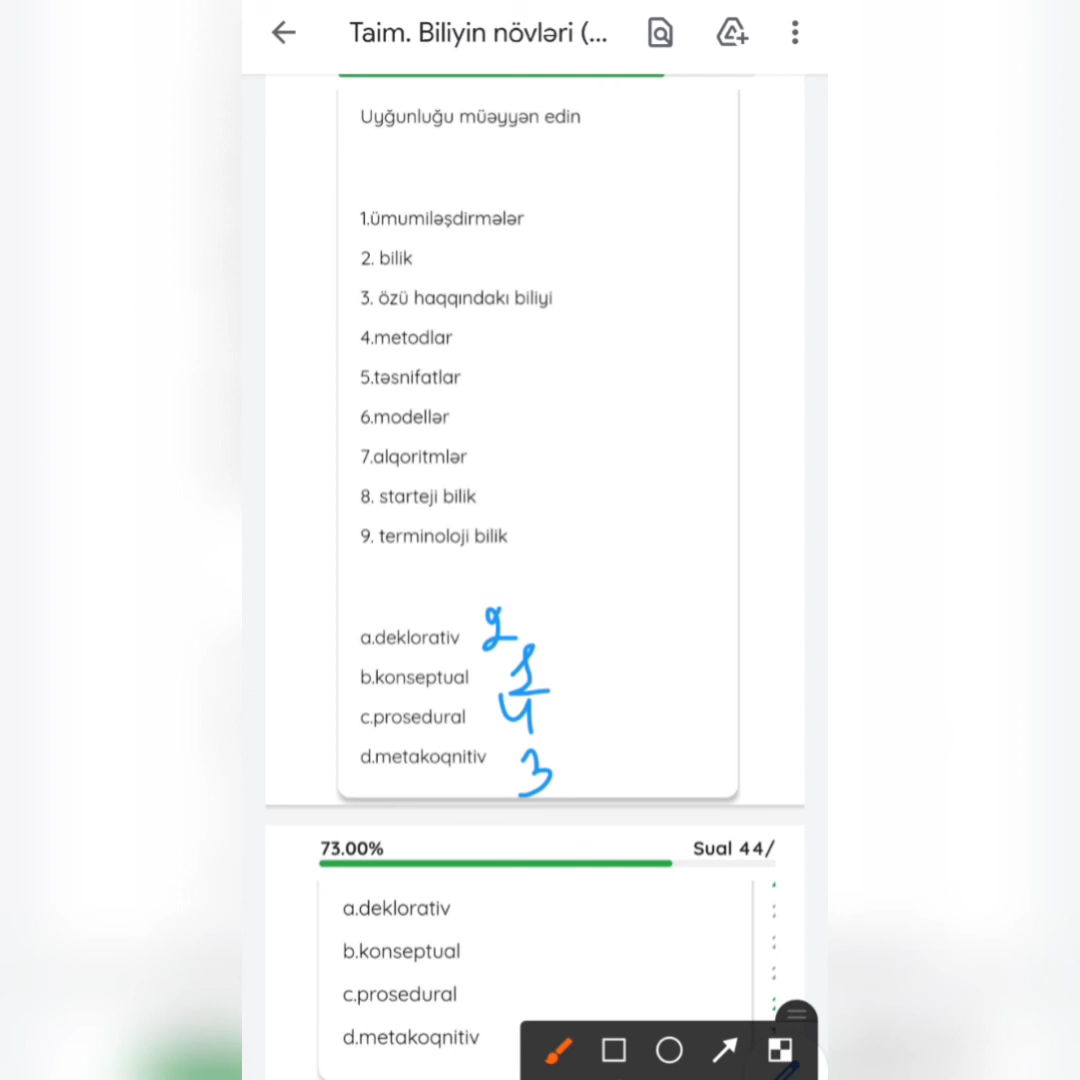 Taim. Biliyin növləri (...
Uyğunluğu müəyyən edin
1.ümumiləşdirmələr
2. bilik
3. özü haqqındakı biliyi
4.metodlar
5.təsnifatlar
6.modellər
7.alqoritmlər
8. starteji bilik
9. terminoloji bilik
a.deklorativ
b.konseptual
c.prosedural 4
d.metakoqnitiv 3
73.00% Sual 44/
a.deklorativ
b.konseptual
c.prosedural
d.metakoqnitiv